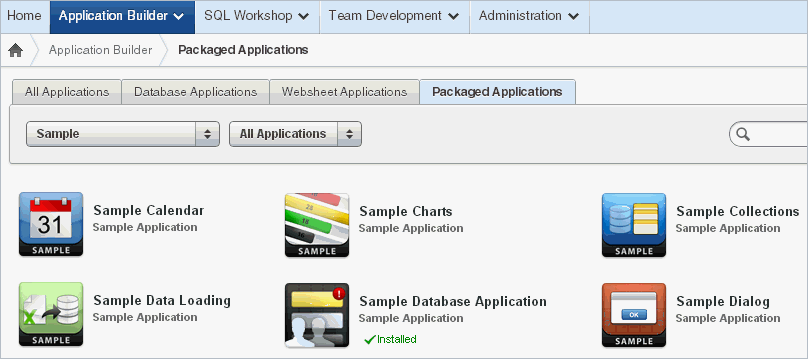 Home Application Builder SQL Workshop Team Development Administration
Application Builder Packaged Applications
All Applications Database Applications Websheet Applications Packaged Applications
Sample All Applications
31 SAMPLE Sample Calendar
Sample Application
SAMPLE Sample Charts
Sample Application
SAMPLE Sample Collections
Sample Application
SAMPLE Sample Data Loading
Sample Application
Sample Database Application
Sample Application
Installed
OK SAMPLE Sample Dialog
Sample Application